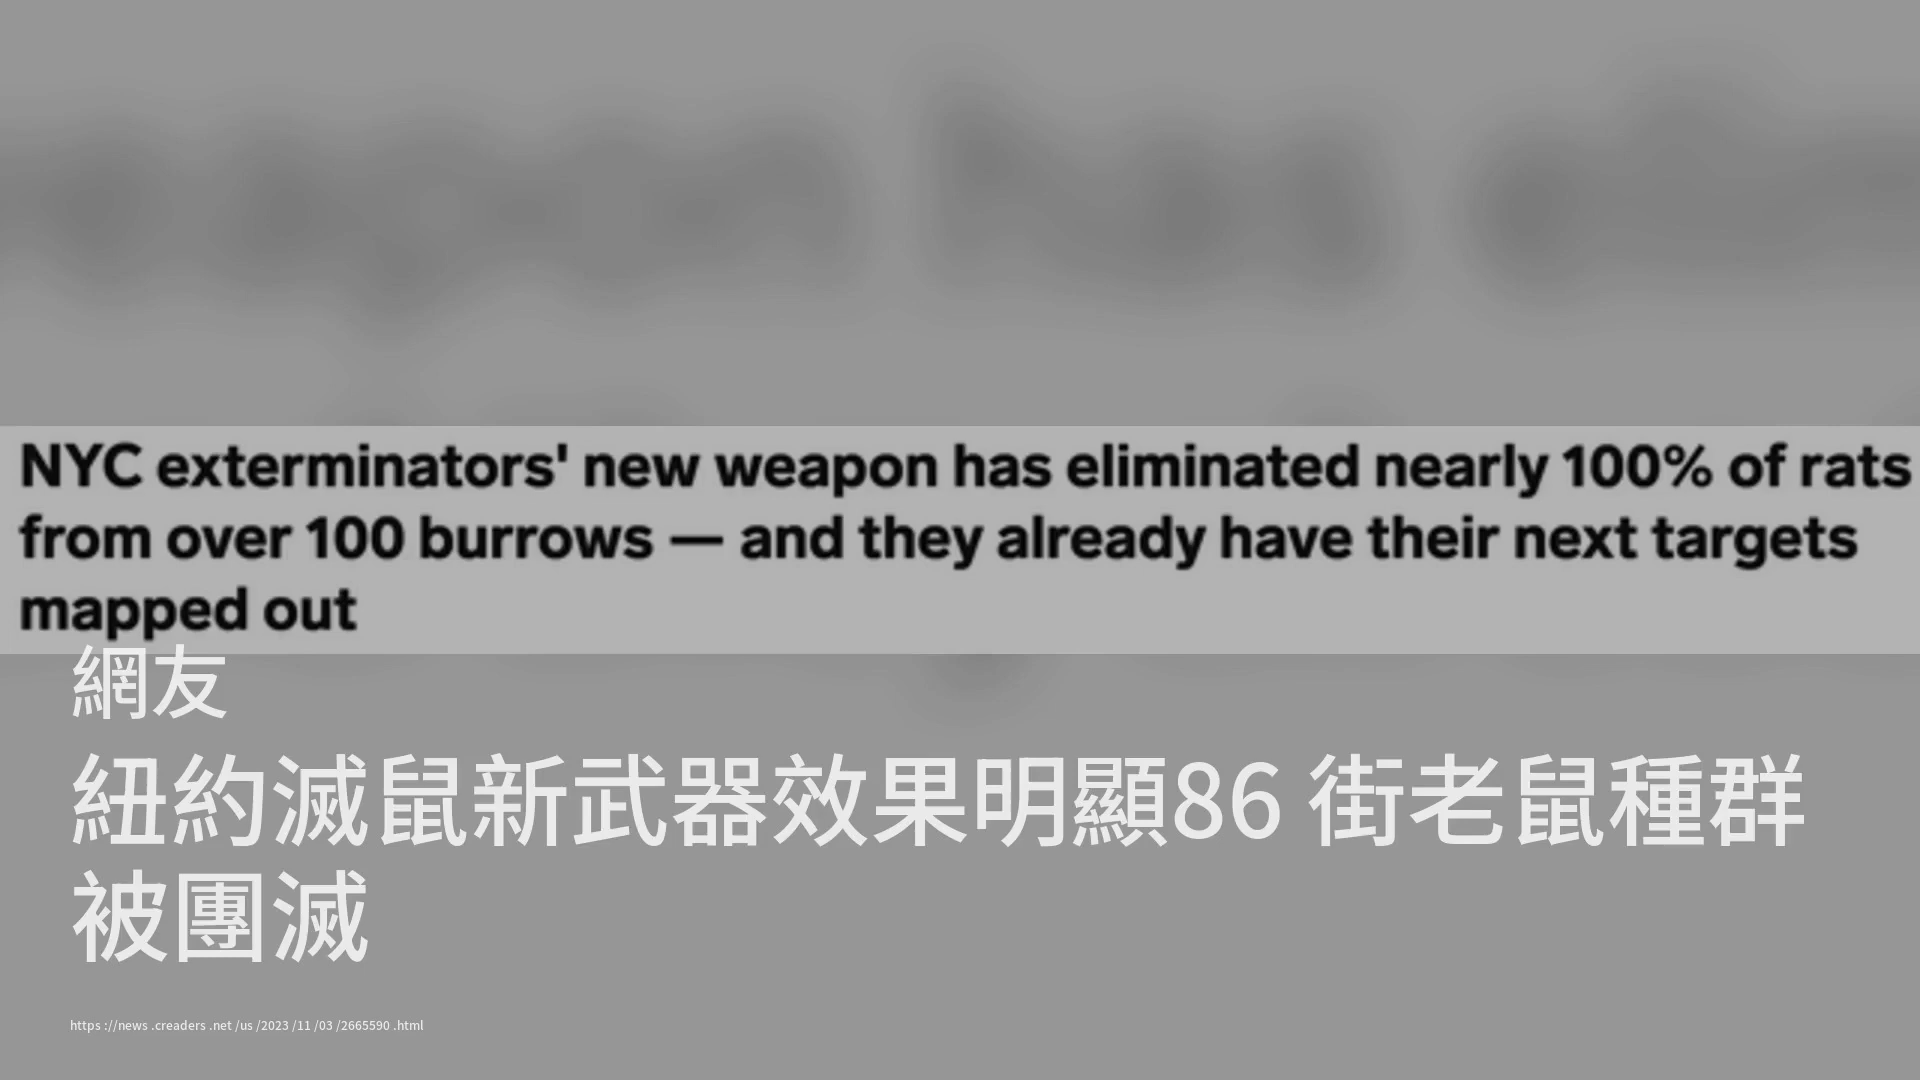 NYC exterminators' new weapon has eliminated nearly 100% of rats
from over 100 burrows — and they already have their next targets
mapped out
網友
紐約滅鼠新武器效果明顯86 街老鼠種群
被團滅
https ://news .creaders .net /us /2023 /11 /03 /2665590 .html